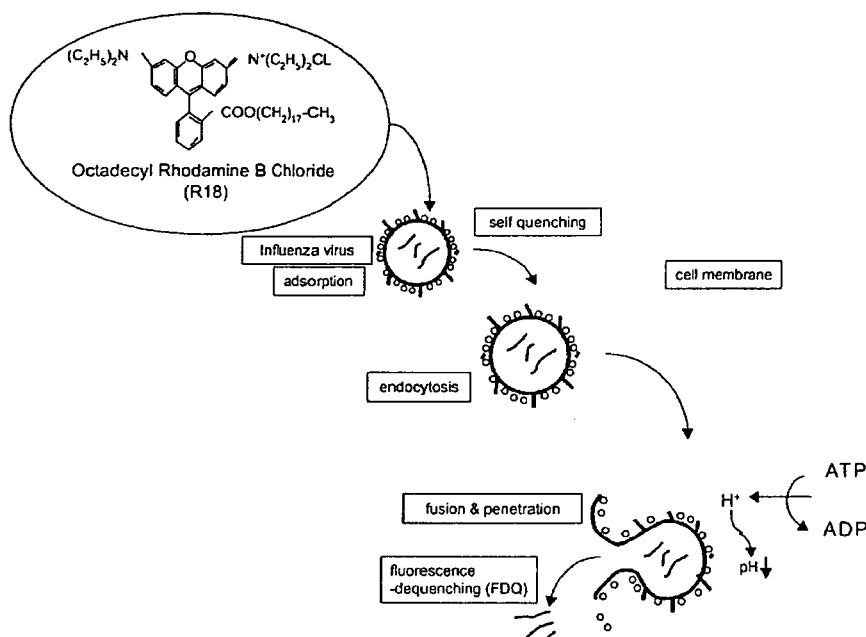 (C₂H₅)₂N
O
N⁺(C₂H₅)₂CL
COO(CH₂)₁₇-CH₃
Octadecyl Rhodamine B Chloride
(R18)
self quenching
Influenza virus
adsorption
cell membrane
endocytosis
ATP
fusion & penetration
H⁺
ADP
fluorescence
-dequenching (FDQ)
pH